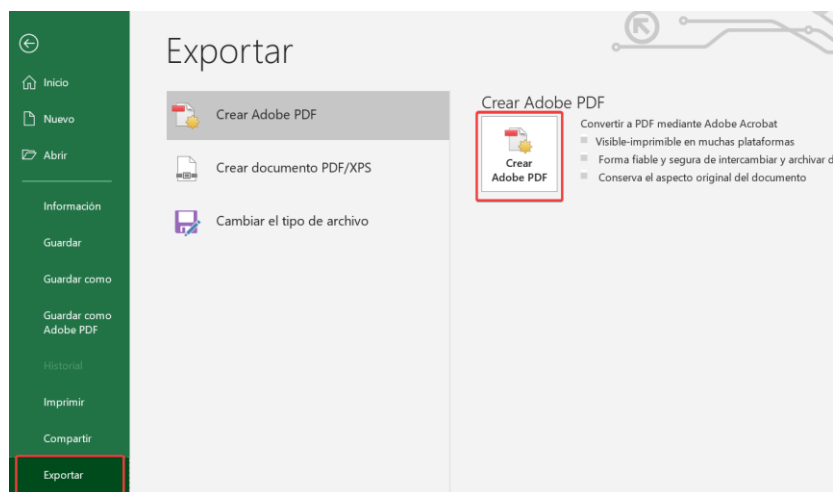 Inicio
Nuevo
Abrir
Información
Guardar
Guardar como
Guardar como
Adobe PDF
Historial
Imprimir
Compartir
Exportar
Exportar
Crear Adobe PDF
Crear documento PDF/XPS
Cambiar el tipo de archivo
Crear Adobe PDF
Crear
Adobe PDF
Convertir a PDF mediante Adobe Acrobat
Visible-imprimible en muchas plataformas
Forma fiable y segura de intercambiar y archivar d
Conserva el aspecto original del documento